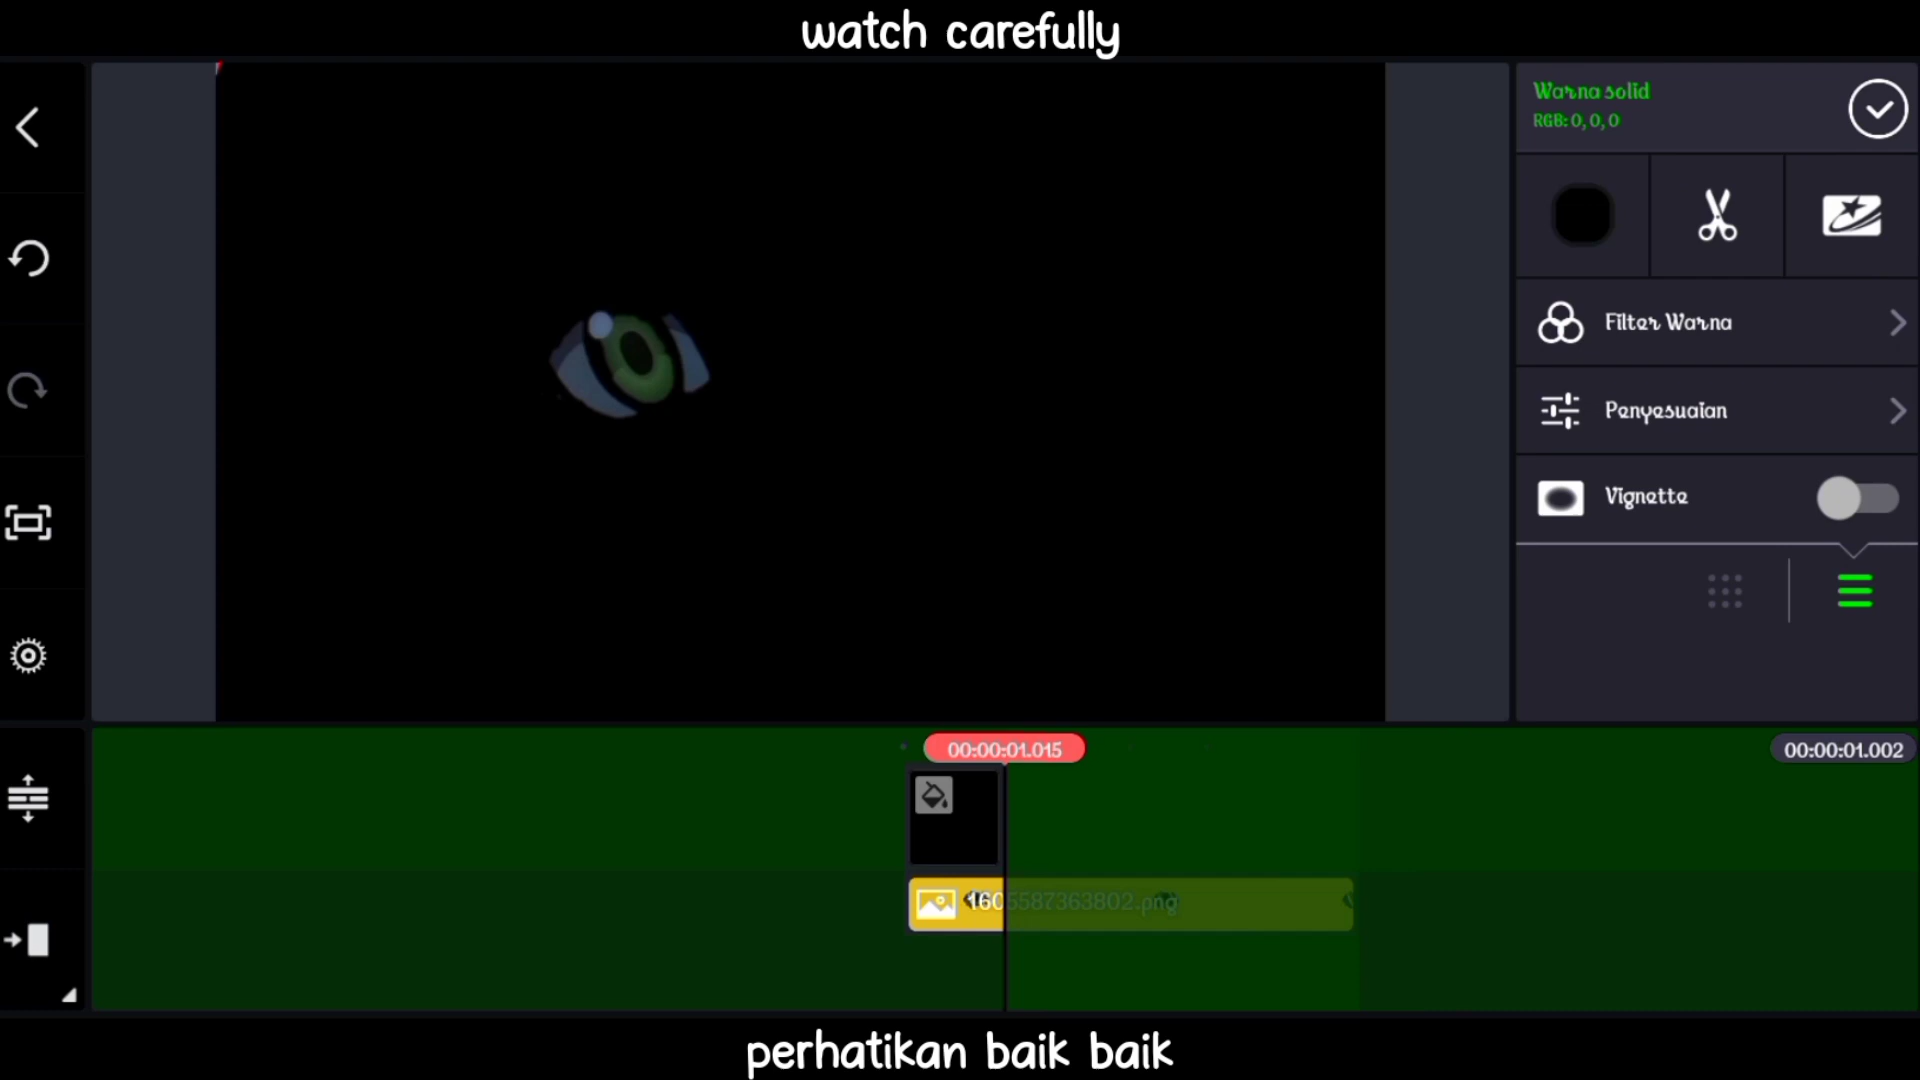 watch carefully
Warna solid
RGB: 0, 0, 0
Filter Warna
Penyesuaian
Vignette
00:00:01.015
00:00:01.002
1605587363802.png
perhatikan baik baik